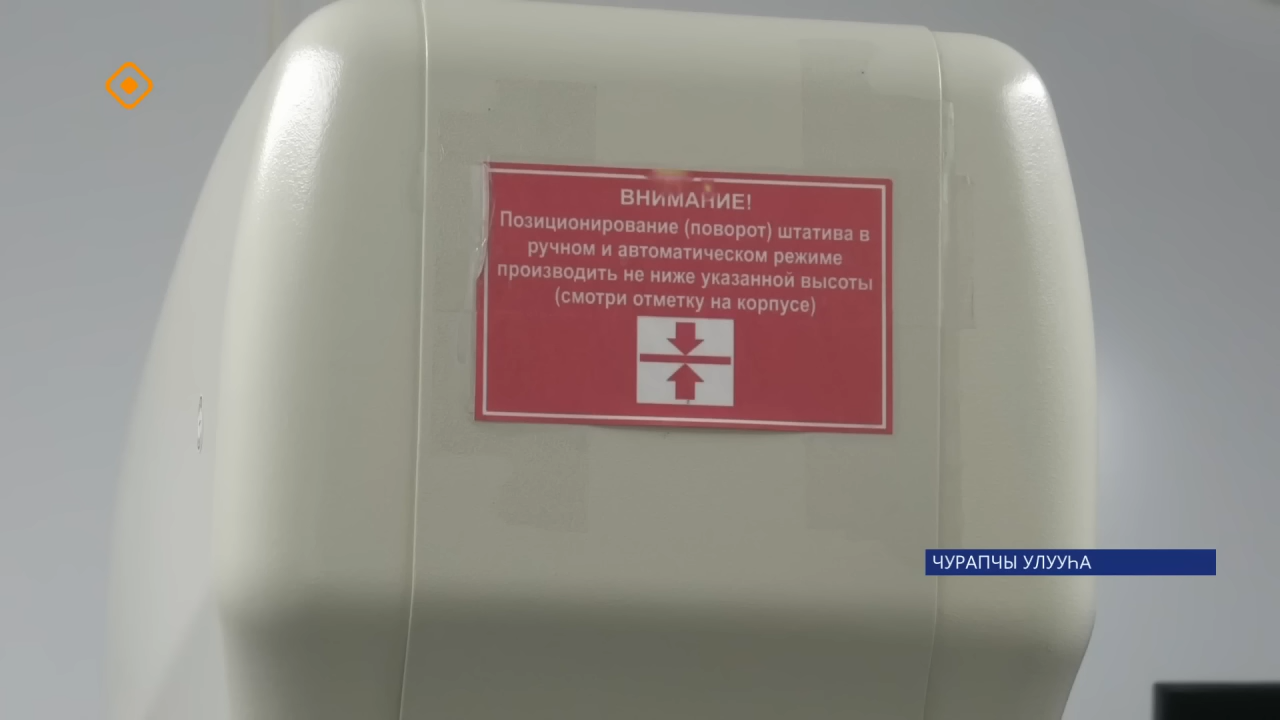 ВНИМАНИЕ!
Позиционирование (поворот) штатива в
ручном и автоматическом режиме
производить не ниже указанной высоты
(смотри отметку на корпусе)
ЧУРАПЧЫ УЛУУҺА